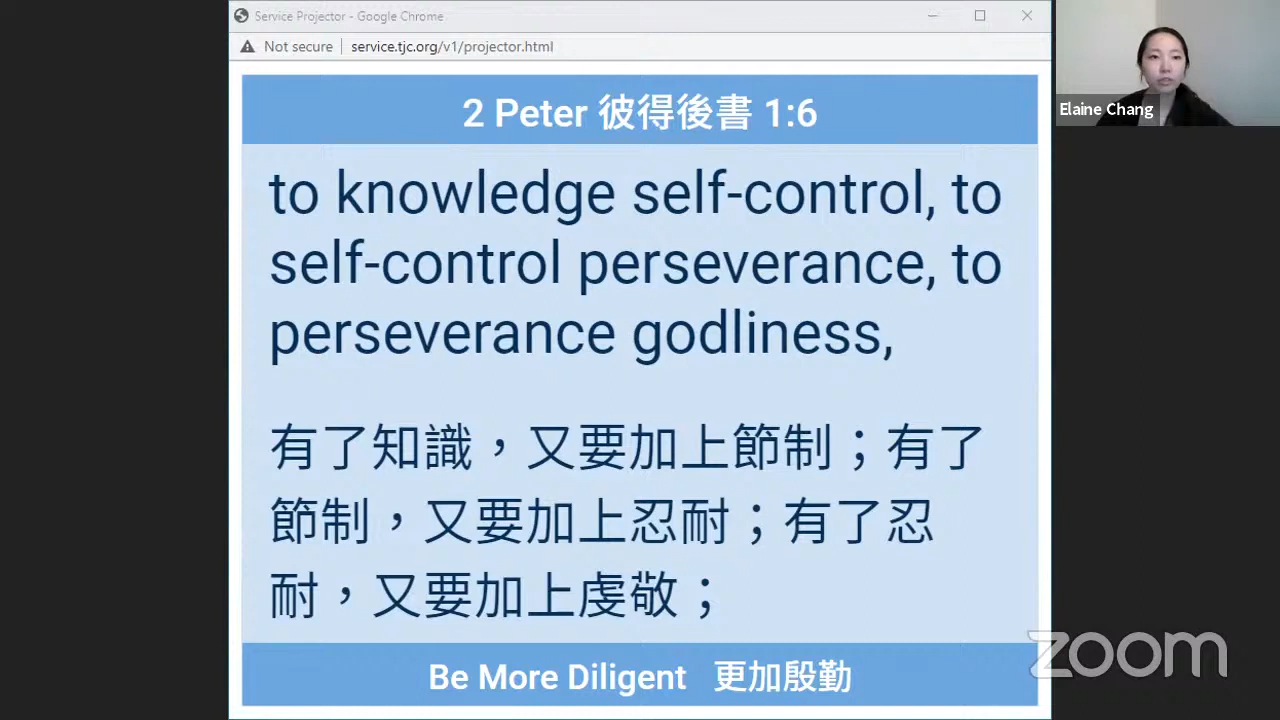 Service Projector - Google Chrome
Not secure | service.tjc.org/v1/projector.html
2 Peter 彼得後書 1:6
to knowledge self-control, to
self-control perseverance, to
perseverance godliness,
有了知識，又要加上節制；有了
節制，又要加上忍耐；有了忍
耐，又要加上虔敬；
Be More Diligent 更加殷勤
Elaine Chang
zoom